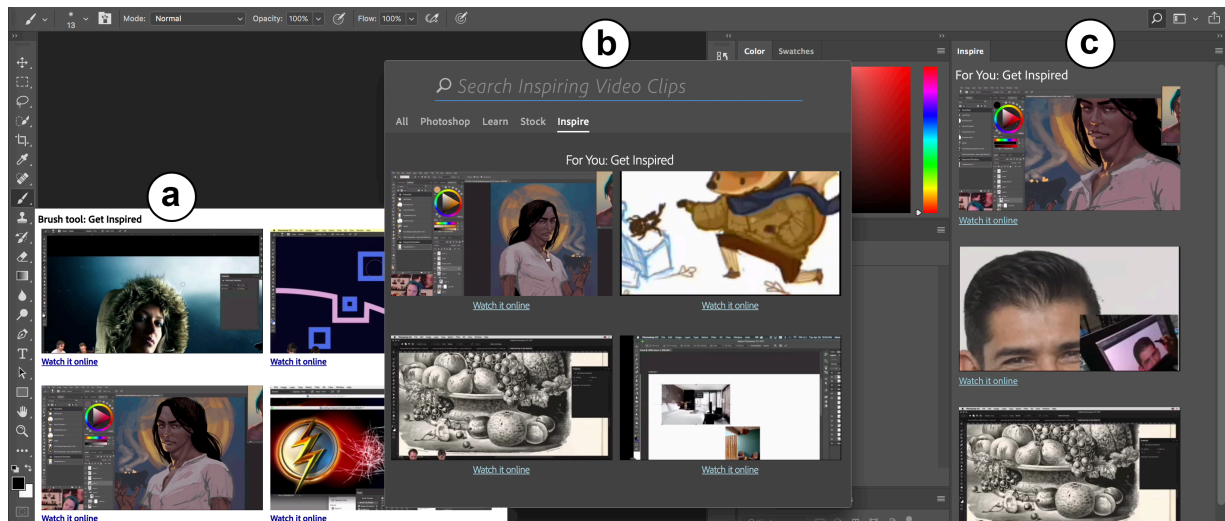 13
Mode: Normal
Opacity: 100%
Flow: 100%
a
Brush tool: Get Inspired
Watch it online
Watch it online
Watch it online
Watch it online
b
Search Inspiring Video Clips
All Photoshop Learn Stock Inspire
For You: Get Inspired
Watch it online
Watch it online
Watch it online
Watch it online
Color Swatches
c
Inspire
For You: Get Inspired
Watch it online
Watch it online